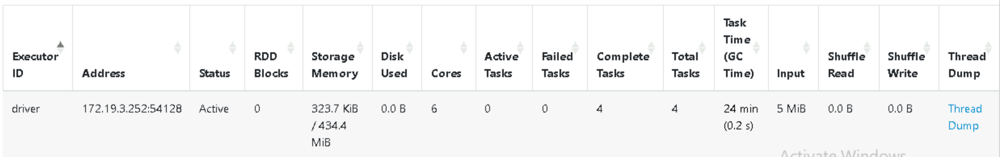 Executor ID Address Status RDD Blocks Storage Memory Disk Used Cores Active Tasks Failed Tasks Complete Tasks Total Tasks Task Time (GC Time) Input Shuffle Read Shuffle Write Thread Dump
driver 172.19.3.252:54128 Active 0 323.7 KiB / 434.4 MiB 0.0 B 6 0 0 4 4 24 min (0.2 s) 5 MiB 0.0 B 0.0 B Thread Dump
Activate Windows